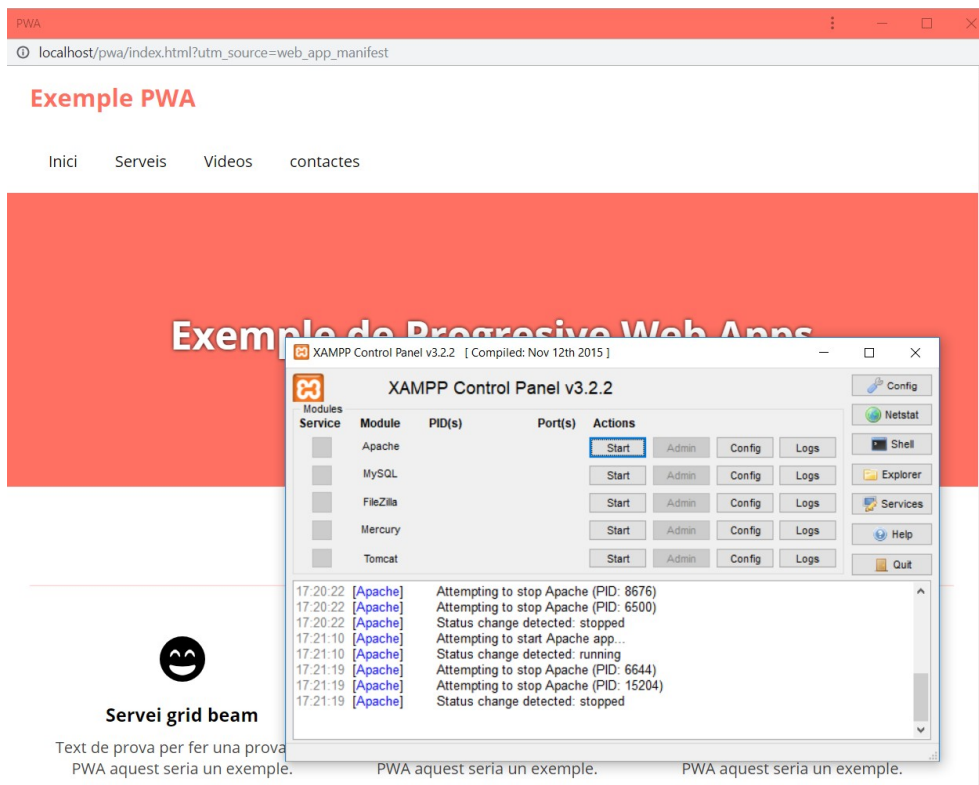 PWA
localhost/pwa/index.html?utm_source=web_app_manifest
Exemple PWA
Inici Serveis Videos contactes
Exemple de Progresive Web Apps
XAMPP Control Panel v3.2.2 [ Compiled: Nov 12th 2015 ]
XAMPP Control Panel v3.2.2
Config
Modules
Service Module PID(s) Port(s) Actions
Netstat
Apache Start Admin Config Logs
Shell
MySQL Start Admin Config Logs
Explorer
FileZilla Start Admin Config Logs
Services
Mercury Start Admin Config Logs
Help
Tomcat Start Admin Config Logs
Quit
17:20:22 [Apache] Attempting to stop Apache (PID: 8676)
17:20:22 [Apache] Attempting to stop Apache (PID: 6500)
17:20:22 [Apache] Status change detected: stopped
17:21:10 [Apache] Attempting to start Apache app...
17:21:10 [Apache] Status change detected: running
17:21:19 [Apache] Attempting to stop Apache (PID: 6644)
17:21:19 [Apache] Attempting to stop Apache (PID: 15204)
17:21:19 [Apache] Status change detected: stopped
Servei grid beam
Text de prova per fer una prova
PWA aquest seria un exemple.
PWA aquest seria un exemple.
PWA aquest seria un exemple.